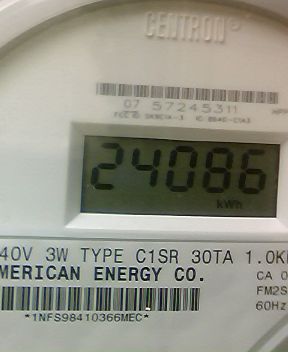 CENTRON®
07 57245311
24086
kWh
40V 3W TYPE C1SR 30TA 1.0K
MERICAN ENERGY CO.
CA 0
FM2S
60Hz
*1NFS98410366MEC*